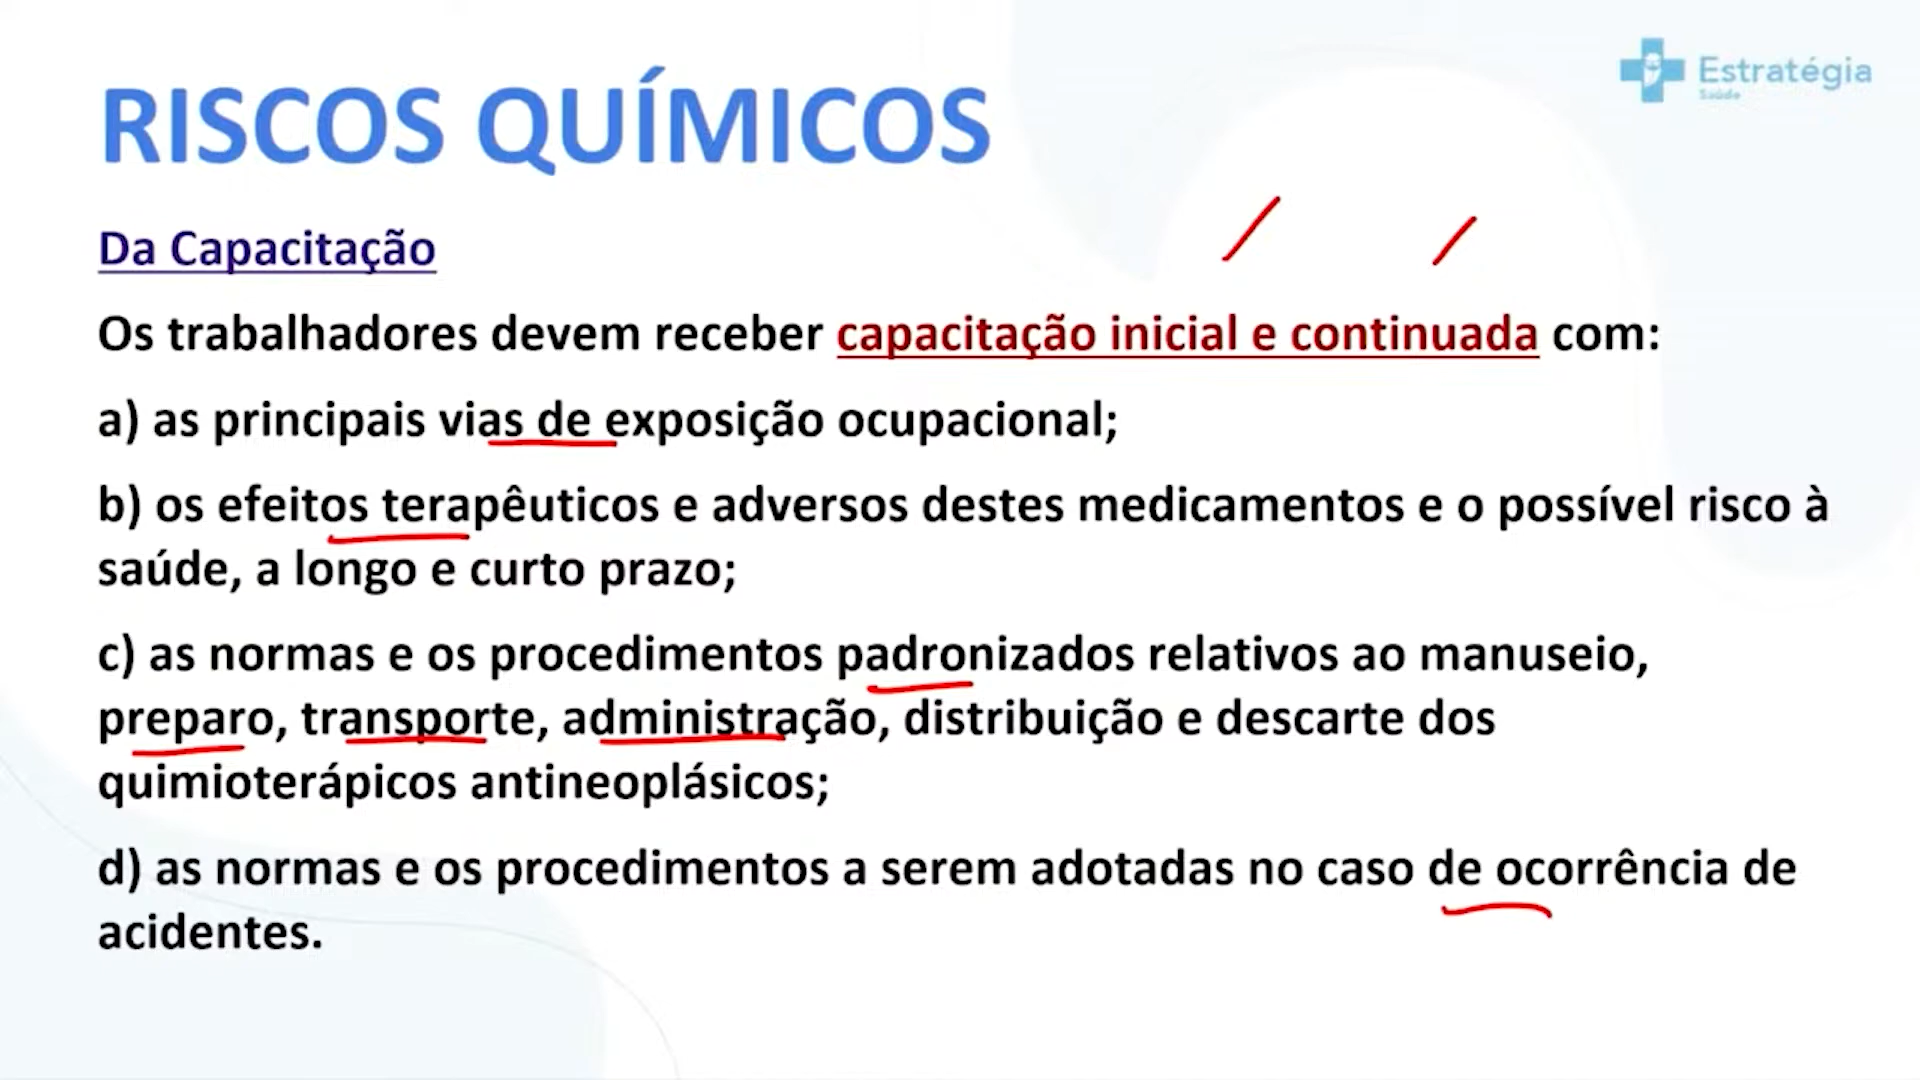 Estratégia
Saúde
RISCOS QUÍMICOS
Da Capacitação
Os trabalhadores devem receber capacitação inicial e continuada com:
a) as principais vias de exposição ocupacional;
b) os efeitos terapêuticos e adversos destes medicamentos e o possível risco à
saúde, a longo e curto prazo;
c) as normas e os procedimentos padronizados relativos ao manuseio,
preparo, transporte, administração, distribuição e descarte dos
quimioterápicos antineoplásicos;
d) as normas e os procedimentos a serem adotadas no caso de ocorrência de
acidentes.